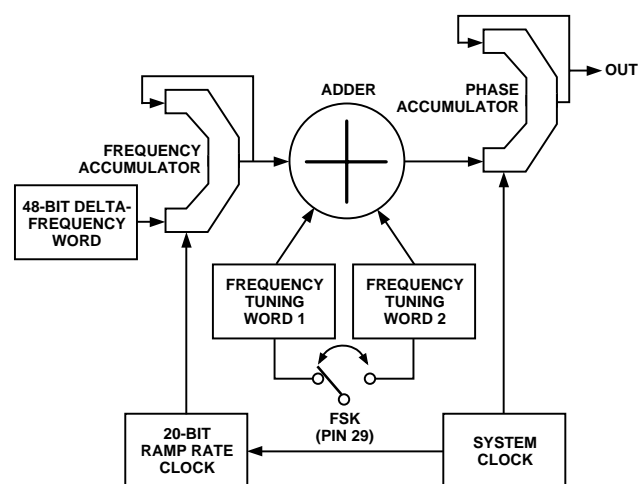 ADDER
PHASE
ACCUMULATOR
OUT
FREQUENCY
ACCUMULATOR
48-BIT DELTA-
FREQUENCY
WORD
FREQUENCY
TUNING
WORD 1
FREQUENCY
TUNING
WORD 2
FSK
(PIN 29)
20-BIT
RAMP RATE
CLOCK
SYSTEM
CLOCK